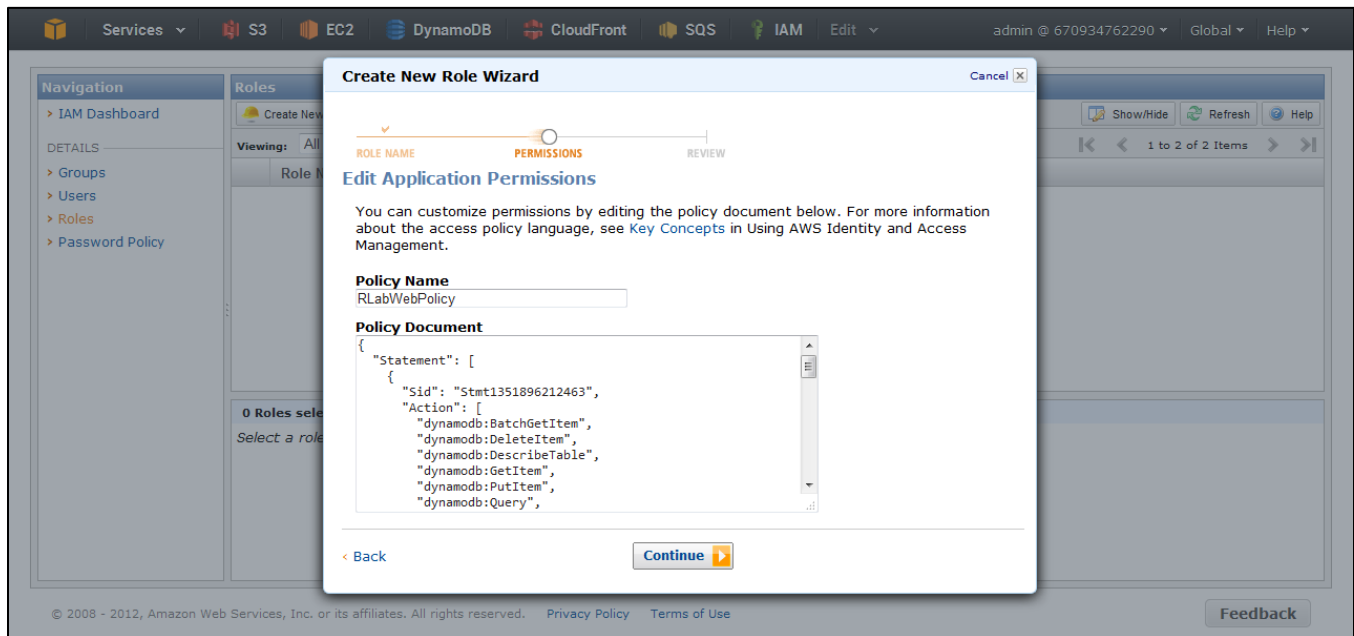 Services S3 EC2 DynamoDB CloudFront SQS IAM Edit admin @ 670934762290 Global Help
Navigation
IAM Dashboard
DETAILS
Groups
Users
Roles
Password Policy
Roles
Create New
Show/Hide Refresh Help
Viewing: All
1 to 2 of 2 Items
Role N
0 Roles sele
Select a role
Create New Role Wizard
Cancel
ROLE NAME PERMISSIONS REVIEW
Edit Application Permissions
You can customize permissions by editing the policy document below. For more information
about the access policy language, see Key Concepts in Using AWS Identity and Access
Management.
Policy Name
RLabWebPolicy
Policy Document
{
"Statement": [
{
"Sid": "Stmt1351896212463",
"Action": [
"dynamodb:BatchGetItem",
"dynamodb:DeleteItem",
"dynamodb:DescribeTable",
"dynamodb:GetItem",
"dynamodb:PutItem",
"dynamodb:Query",
< Back
Continue
© 2008 - 2012, Amazon Web Services, Inc. or its affiliates. All rights reserved. Privacy Policy Terms of Use
Feedback